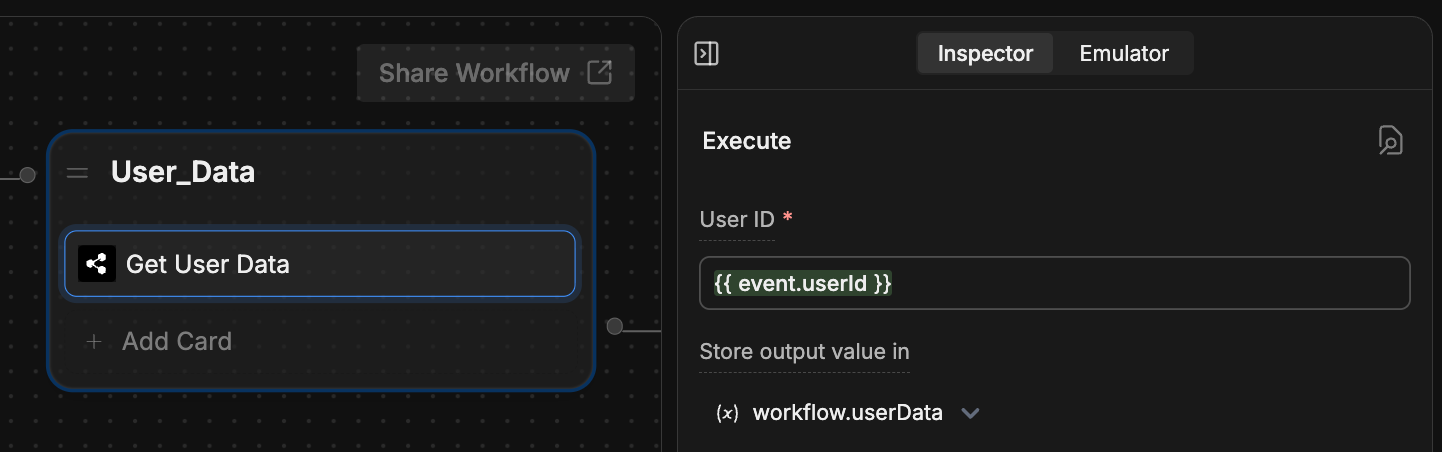 Share Workflow
User_Data
Get User Data
+ Add Card
Inspector
Emulator
Execute
User ID *
{{ event.userId }}
Store output value in
(x) workflow.userData